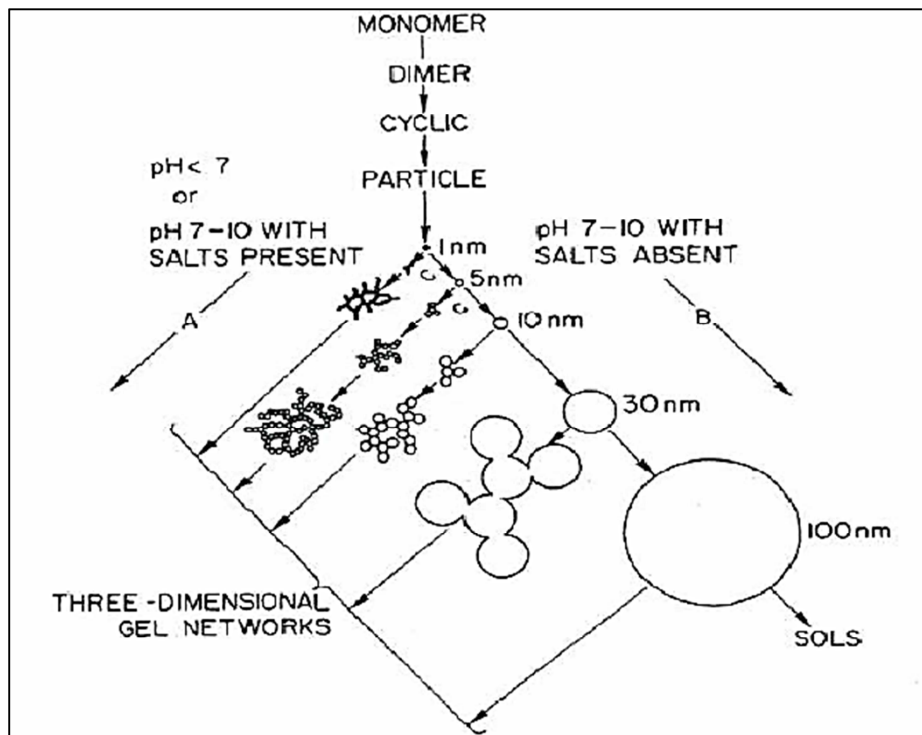 MONOMER
DIMER
CYCLIC
PARTICLE
pH < 7
or
pH 7-10 WITH
SALTS PRESENT
pH 7-10 WITH
SALTS ABSENT
1nm
5nm
10nm
A
B
30nm
100nm
THREE-DIMENSIONAL
GEL NETWORKS
SOLS